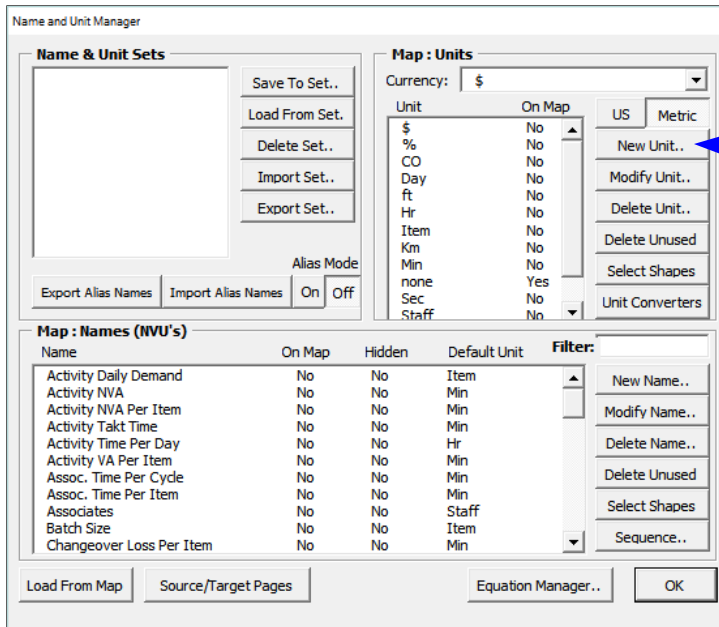 Name and Unit Manager
Name & Unit Sets
Save To Set..
Load From Set.
Delete Set..
Import Set..
Export Set..
Alias Mode
Export Alias Names Import Alias Names On Off
Map : Units
Currency: $
Unit On Map
$ No
% No
CO No
Day No
ft No
Hr No
Item No
Km No
Min No
none Yes
Sec No
Staff No
US Metric
New Unit..
Modify Unit..
Delete Unit..
Delete Unused
Select Shapes
Unit Converters
Map : Names (NVU's)
Filter:
Name On Map Hidden Default Unit
Activity Daily Demand No No Item
Activity NVA No No Min
Activity NVA Per Item No No Min
Activity Takt Time No No Min
Activity Time Per Day No No Hr
Activity VA Per Item No No Min
Assoc. Time Per Cycle No No Min
Assoc. Time Per Item No No Min
Associates No No Staff
Batch Size No No Item
Changeover Loss Per Item No No Min
New Name..
Modify Name..
Delete Name..
Delete Unused
Select Shapes
Sequence..
Load From Map Source/Target Pages Equation Manager.. OK